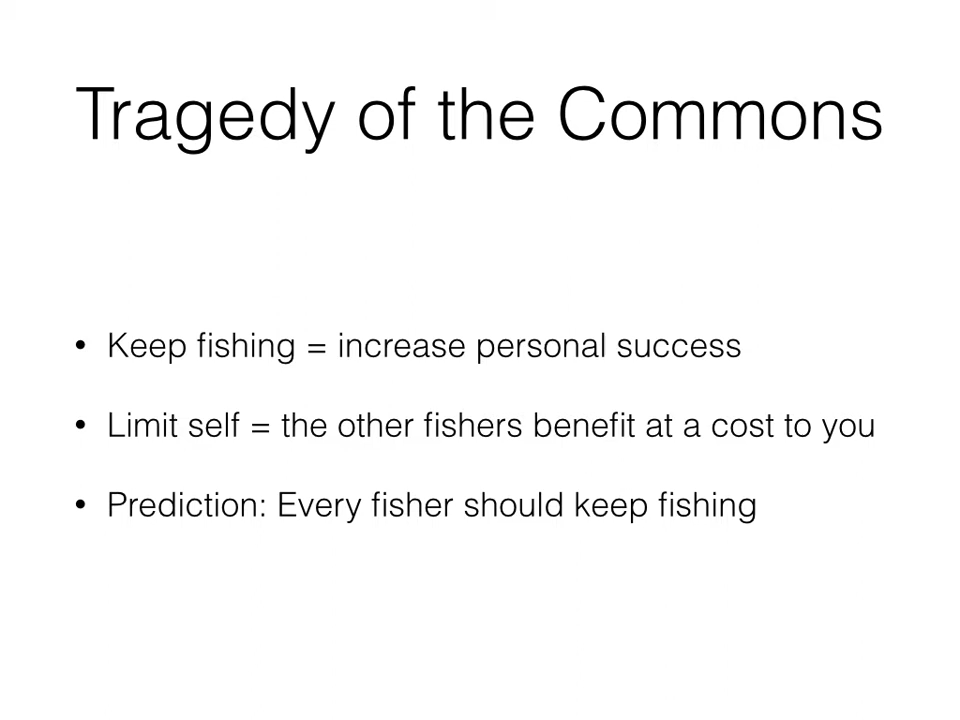 Tragedy of the Commons
• Keep fishing = increase personal success
• Limit self = the other fishers benefit at a cost to you
• Prediction: Every fisher should keep fishing